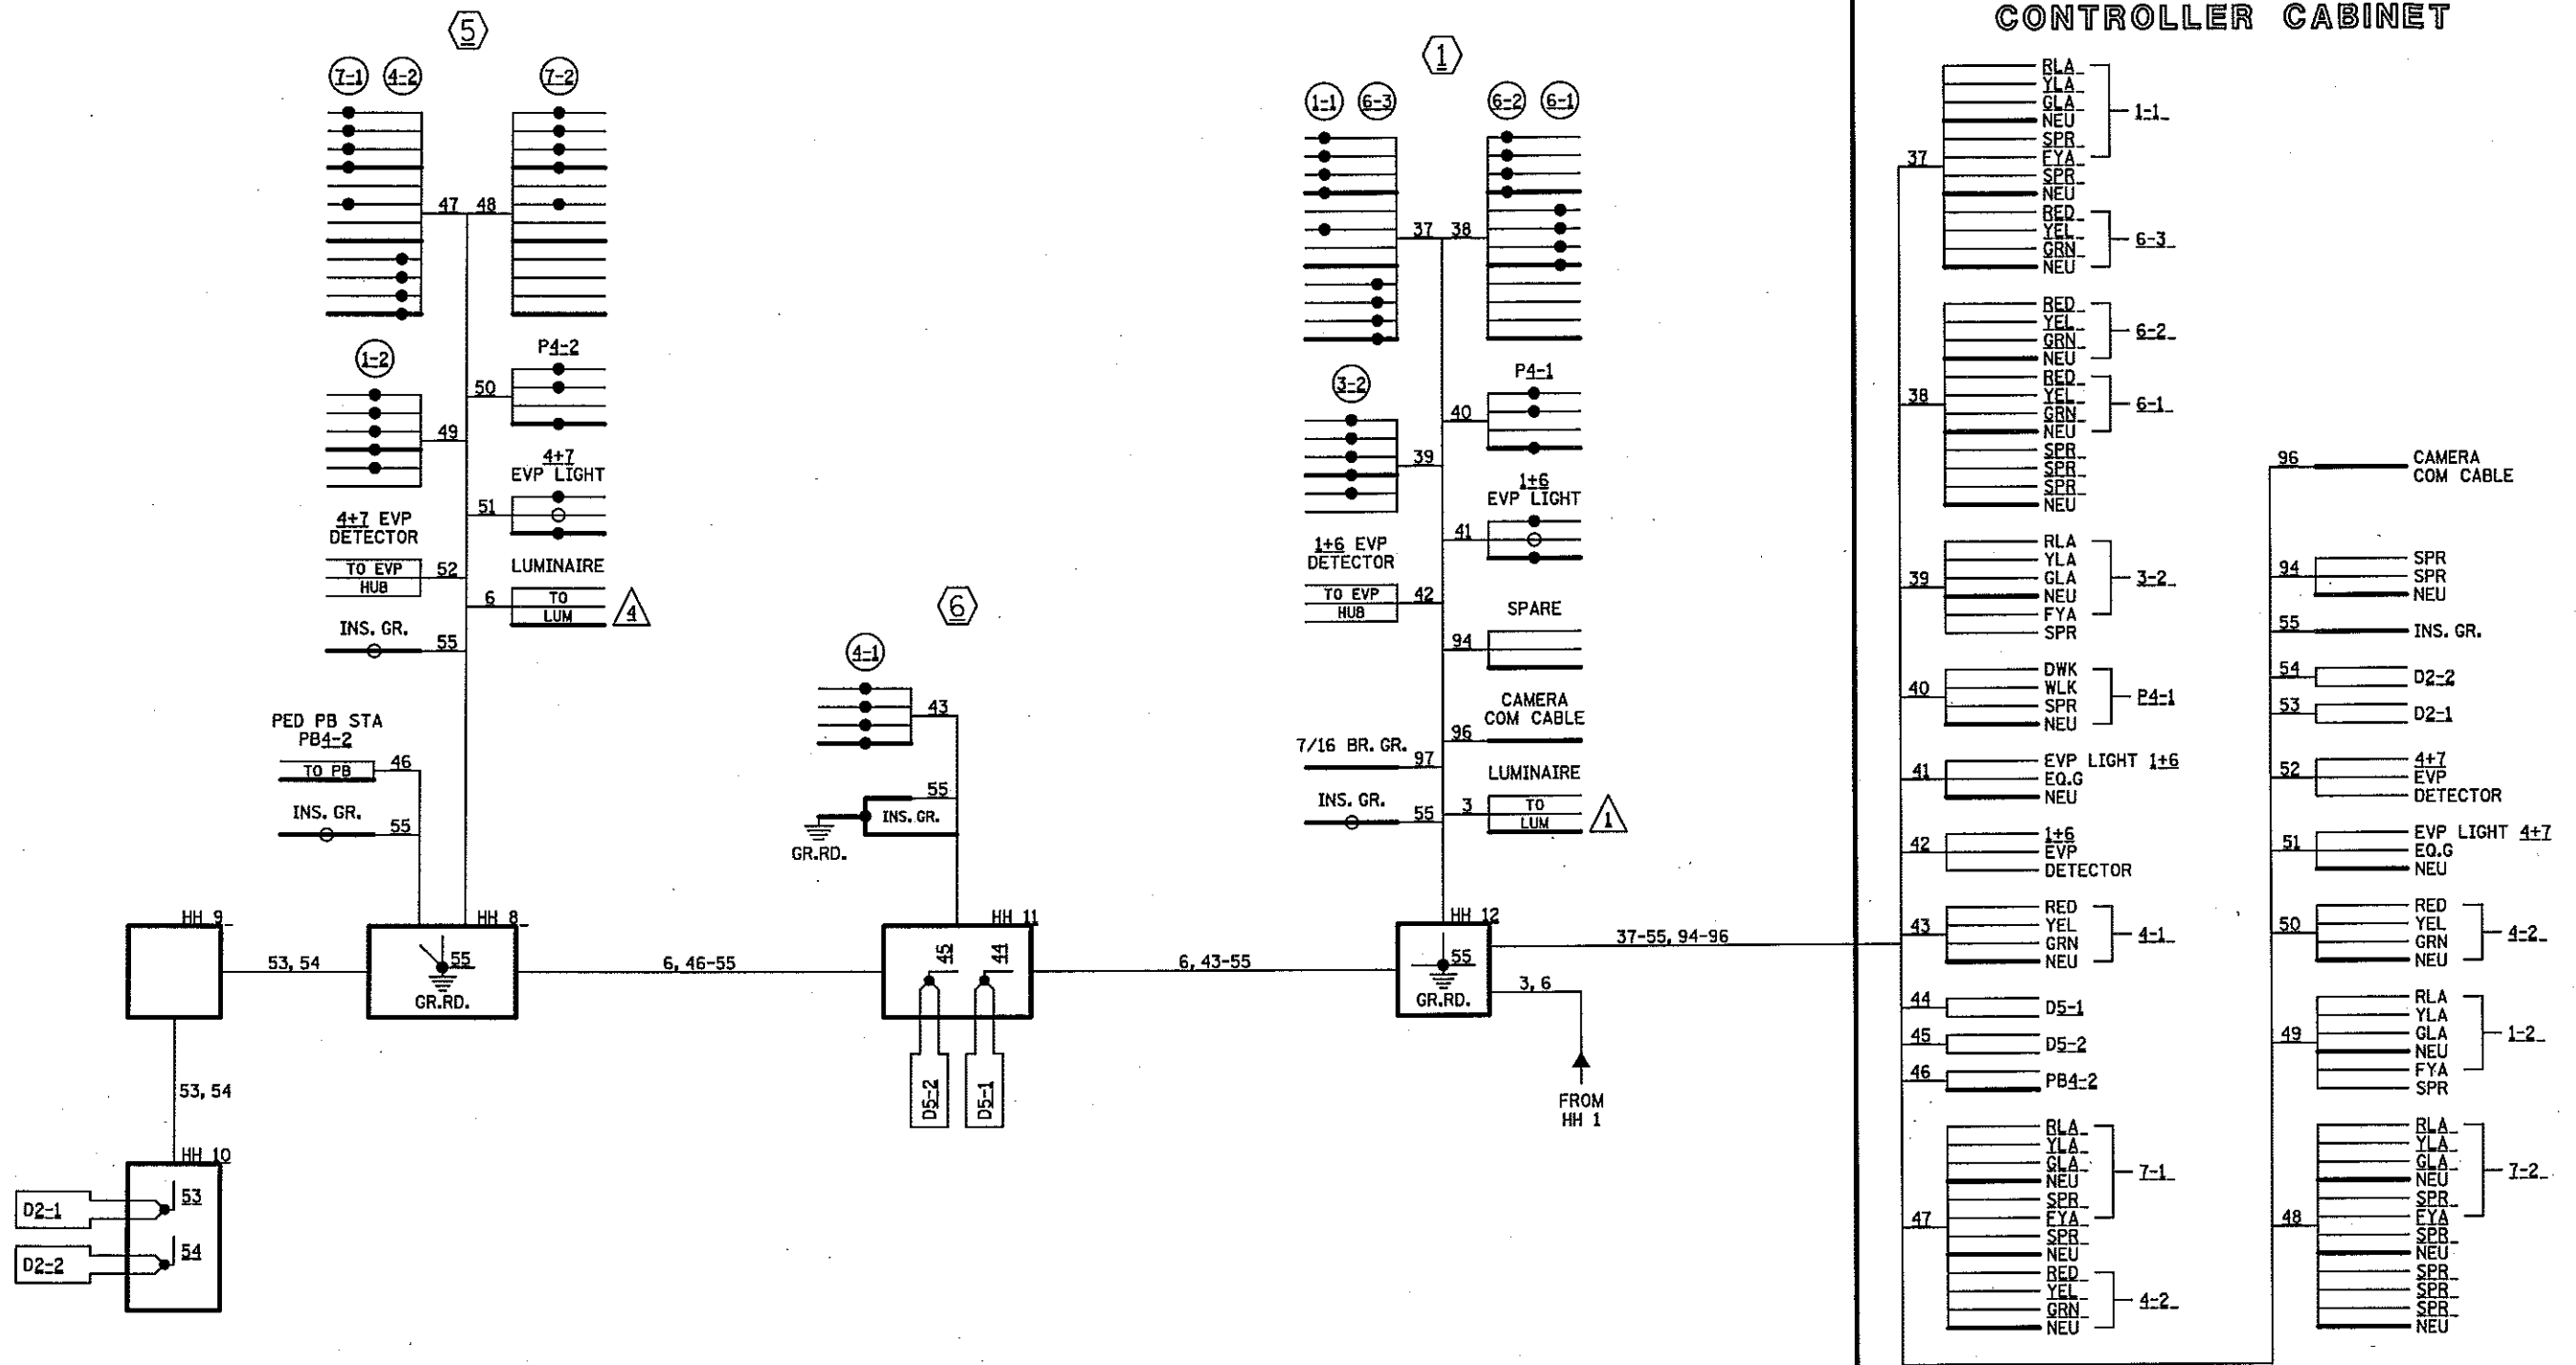 CONTROLLER CABINET
5
7-1 4-2 7-2
47 48
1-2
49
P4-2
50
4+7
EVP LIGHT
51
4+7 EVP
DETECTOR
TO EVP
HUB
52
LUMINAIRE
6
TO
LUM
4
INS. GR.
55
PED PB STA
PB4-2
TO PB
46
INS. GR.
55
HH 9
53, 54
HH 8
55
GR.RD.
6, 46-55
53, 54
HH 10
D2-1
53
D2-2
54
6
4-1
43
55
INS. GR.
GR.RD.
HH 11
45
44
D5-2
D5-1
6, 43-55
1
1-1 6-3 6-2 6-1
37 38
3-2
39
P4-1
40
1+6
EVP LIGHT
41
1+6 EVP
DETECTOR
TO EVP
HUB
42
SPARE
94
CAMERA
COM CABLE
96
7/16 BR. GR.
97
LUMINAIRE
3
TO
LUM
1
INS. GR.
55
HH 12
55
GR.RD.
37-55, 94-96
3, 6
FROM
HH 1
37
RLA
YLA
GLA
NEU
SPR
FYA
1-1
SPR
NEU
RED
YEL
GRN
NEU
6-3
38
RED
YEL
GRN
NEU
6-2
RED
YEL
GRN
NEU
6-1
SPR
SPR
SPR
NEU
39
RLA
YLA
GLA
NEU
FYA
3-2
SPR
40
DWK
WLK
SPR
NEU
P4-1
41
EVP LIGHT 1+6
EQ.G
NEU
42
1+6
EVP
DETECTOR
43
RED
YEL
GRN
NEU
4-1
44
D5-1
45
D5-2
46
PB4-2
47
RLA
YLA
GLA
NEU
SPR
FYA
7-1
SPR
NEU
RED
YEL
GRN
NEU
4-2
96
CAMERA
COM CABLE
94
SPR
SPR
NEU
55
INS. GR.
54
D2-2
53
D2-1
52
4+7
EVP
DETECTOR
51
EVP LIGHT 4+7
EQ.G
NEU
50
RED
YEL
GRN
NEU
4-2
49
RLA
YLA
GLA
NEU
FYA
1-2
SPR
48
RLA
YLA
GLA
NEU
SPR
FYA
7-2
SPR
NEU
SPR
SPR
SPR
NEU